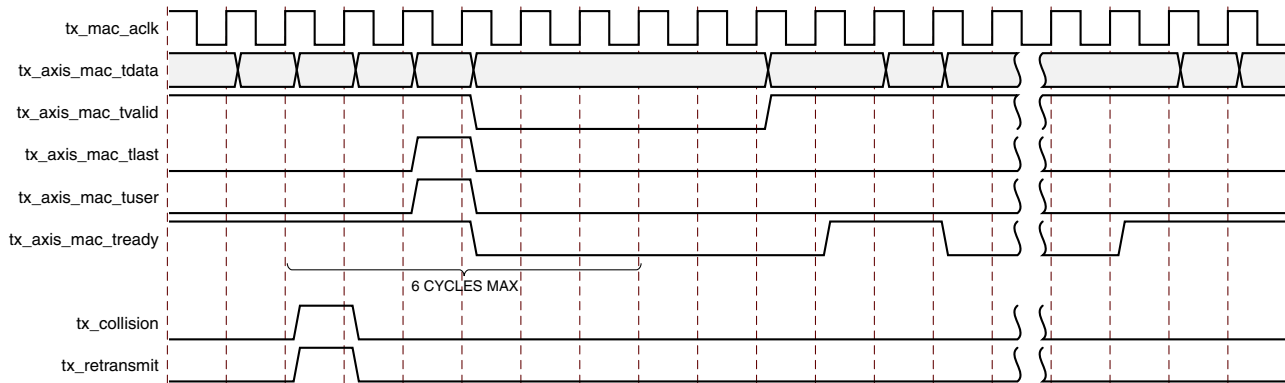 tx_mac_aclk
tx_axis_mac_tdata
tx_axis_mac_tvalid
tx_axis_mac_tlast
tx_axis_mac_tuser
tx_axis_mac_tready
6 CYCLES MAX
tx_collision
tx_retransmit